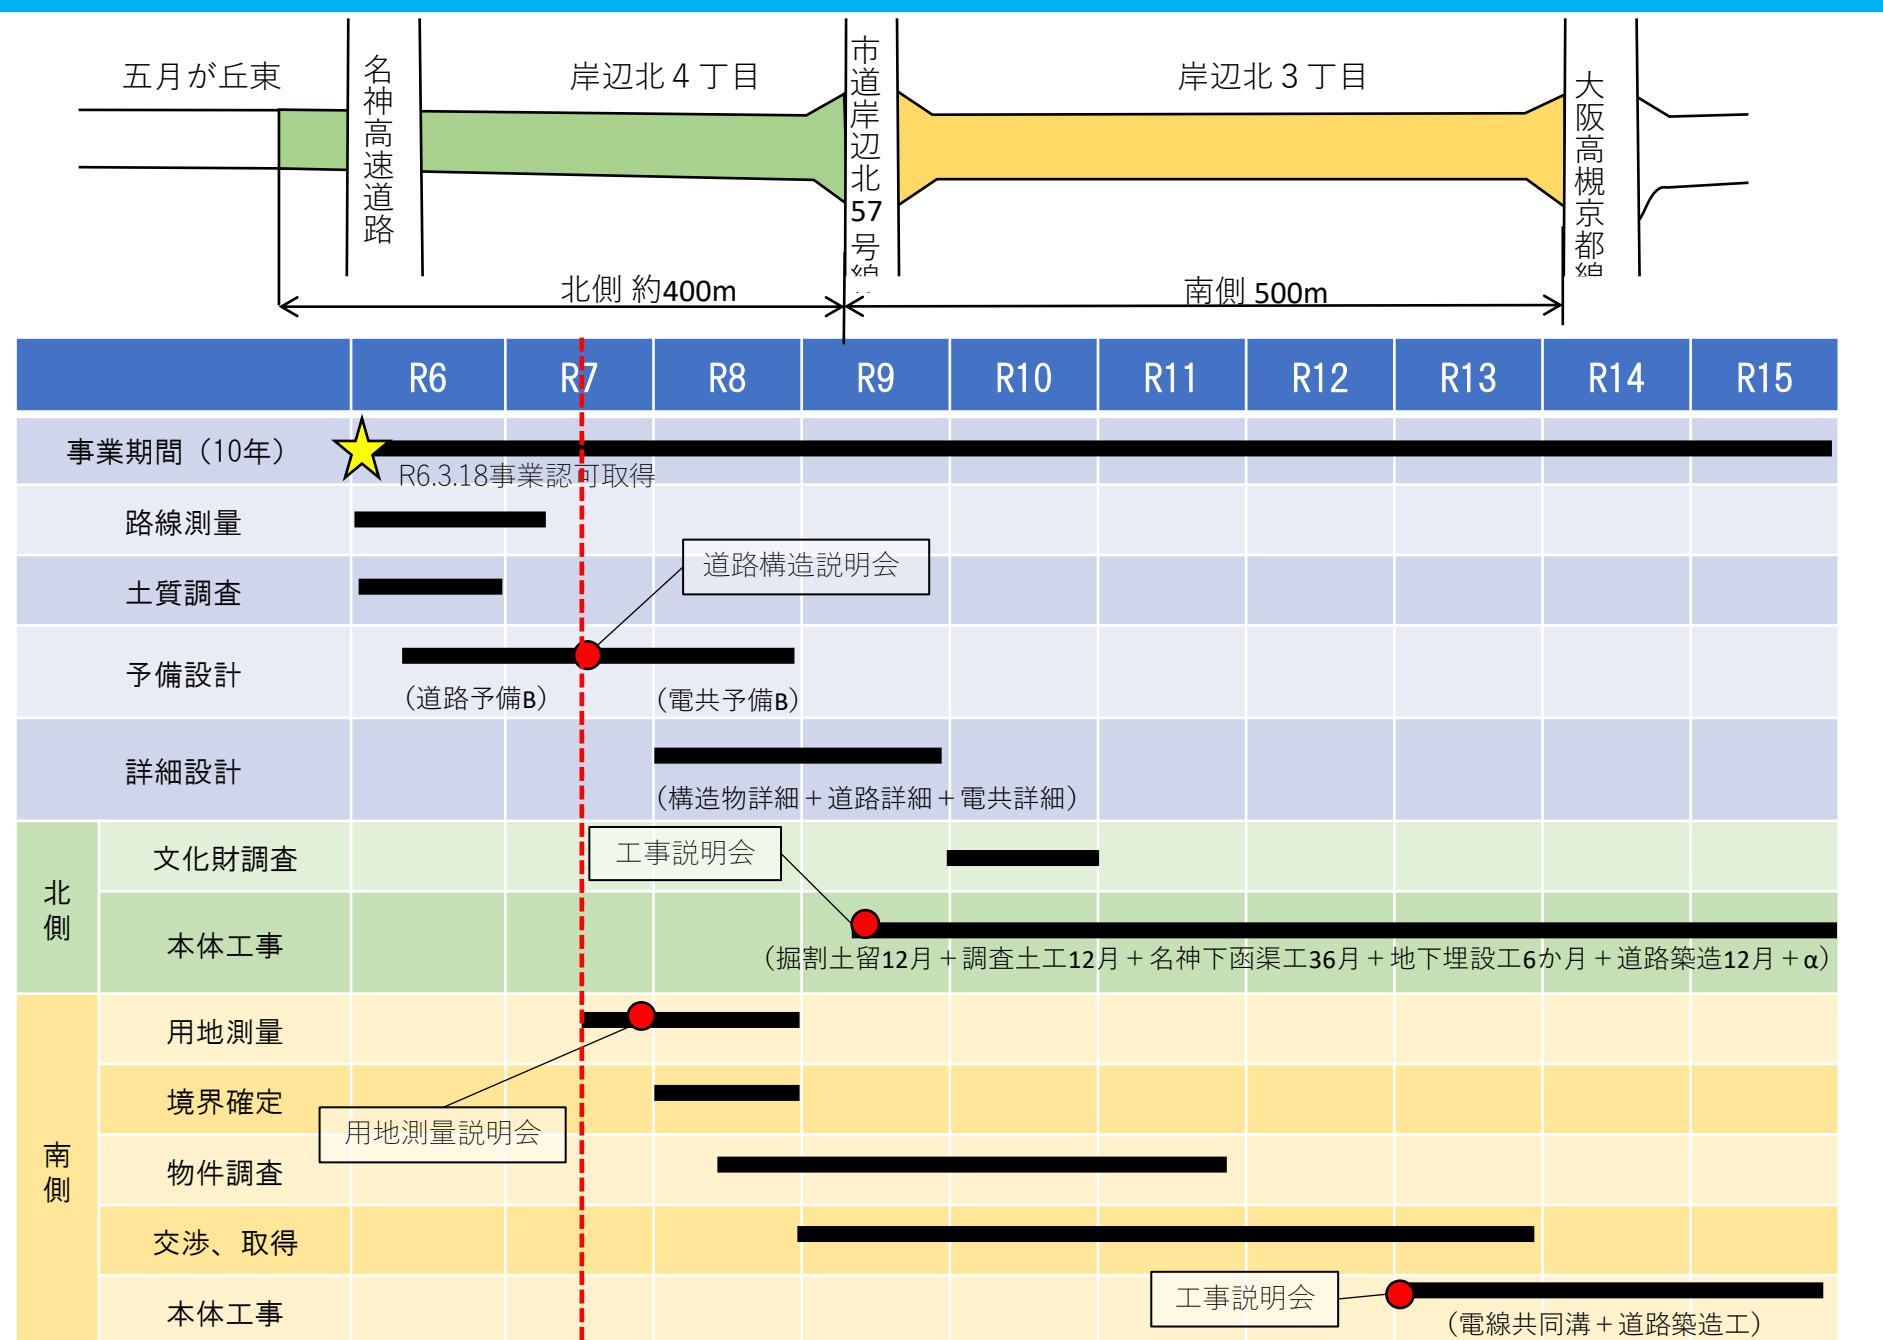 五月が丘東
名神高速道路
岸辺北4丁目
市道岸辺北57号線
岸辺北3丁目
大阪高槻京都線
北側 約400m
南側 500m
R6 R7 R8 R9 R10 R11 R12 R13 R14 R15
事業期間（10年）
R6.3.18事業認可取得
路線測量
道路構造説明会
土質調査
予備設計
（道路予備B） （電共予備B）
詳細設計
（構造物詳細＋道路詳細＋電共詳細）
北側
文化財調査
工事説明会
本体工事
（掘割土留12月＋調査土工12月＋名神下函渠工36月＋地下埋設工6か月＋道路築造12月＋α）
南側
用地測量
境界確定
用地測量説明会
物件調査
交渉、取得
工事説明会
本体工事
（電線共同溝＋道路築造工）